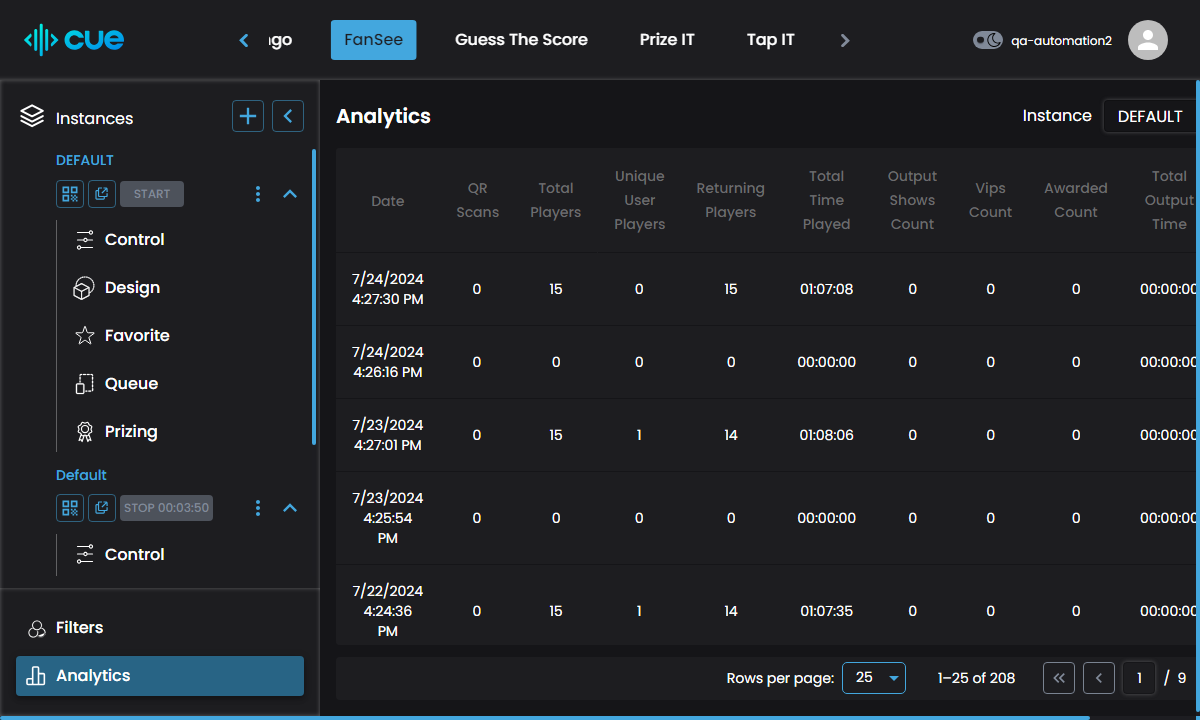 cue
ngo
FanSee
Guess The Score
Prize IT
Tap IT
qa-automation2
Instances
DEFAULT
START
Control
Design
Favorite
Queue
Prizing
Default
STOP 00:03:50
Control
Filters
Analytics
Analytics
Instance
DEFAULT
Date
QR Scans
Total Players
Unique User Players
Returning Players
Total Time Played
Output Shows Count
Vips Count
Awarded Count
Total Output Time
7/24/2024 4:27:30 PM 0 15 0 15 01:07:08 0 0 0 00:00:00
7/24/2024 4:26:16 PM 0 0 0 0 00:00:00 0 0 0 00:00:00
7/23/2024 4:27:01 PM 0 15 1 14 01:08:06 0 0 0 00:00:00
7/23/2024 4:25:54 PM 0 0 0 0 00:00:00 0 0 0 00:00:00
7/22/2024 4:24:36 PM 0 15 1 14 01:07:35 0 0 0 00:00:00
Rows per page: 25 1–25 of 208 1 / 9